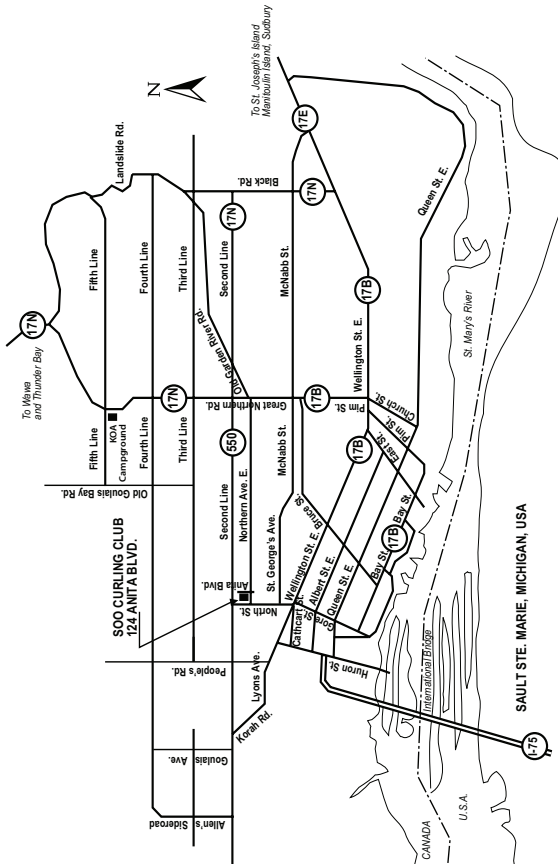 N
To St. Joseph's Island
Manitoulin Island, Sudbury
To Wawa
and Thunder Bay
17N
Landslide Rd.
Fifth Line
Fifth Line
KOA
Campground
Fourth Line
Fourth Line
Third Line
Third Line
17N
Old Goulais Bay Rd.
Black Rd.
17N
17N
17E
Second Line
Second Line
550
Old Garden River Rd.
Great Northern Rd.
Northern Ave. E.
McNabb St.
McNabb St.
17B
St. George's Ave.
SOO CURLING CLUB
124 ANITA BLVD.
Anita Blvd.
North St.
People's Rd.
Lyons Ave.
Korah Rd.
Goulais
Ave.
Allen's
Sideroad
Wellington St. E.
17B
Wellington St. E.
17B
Pim St.
Pim St.
Church St.
East St.
Bruce St.
Albert St. E.
Queen St. E.
Queen St. E.
Cathcart St.
Gore St.
Huron St.
Bay St.
Bay St.
17B
St. Mary's River
International Bridge
SAULT STE. MARIE, MICHIGAN, USA
I-75
CANADA
U.S.A.